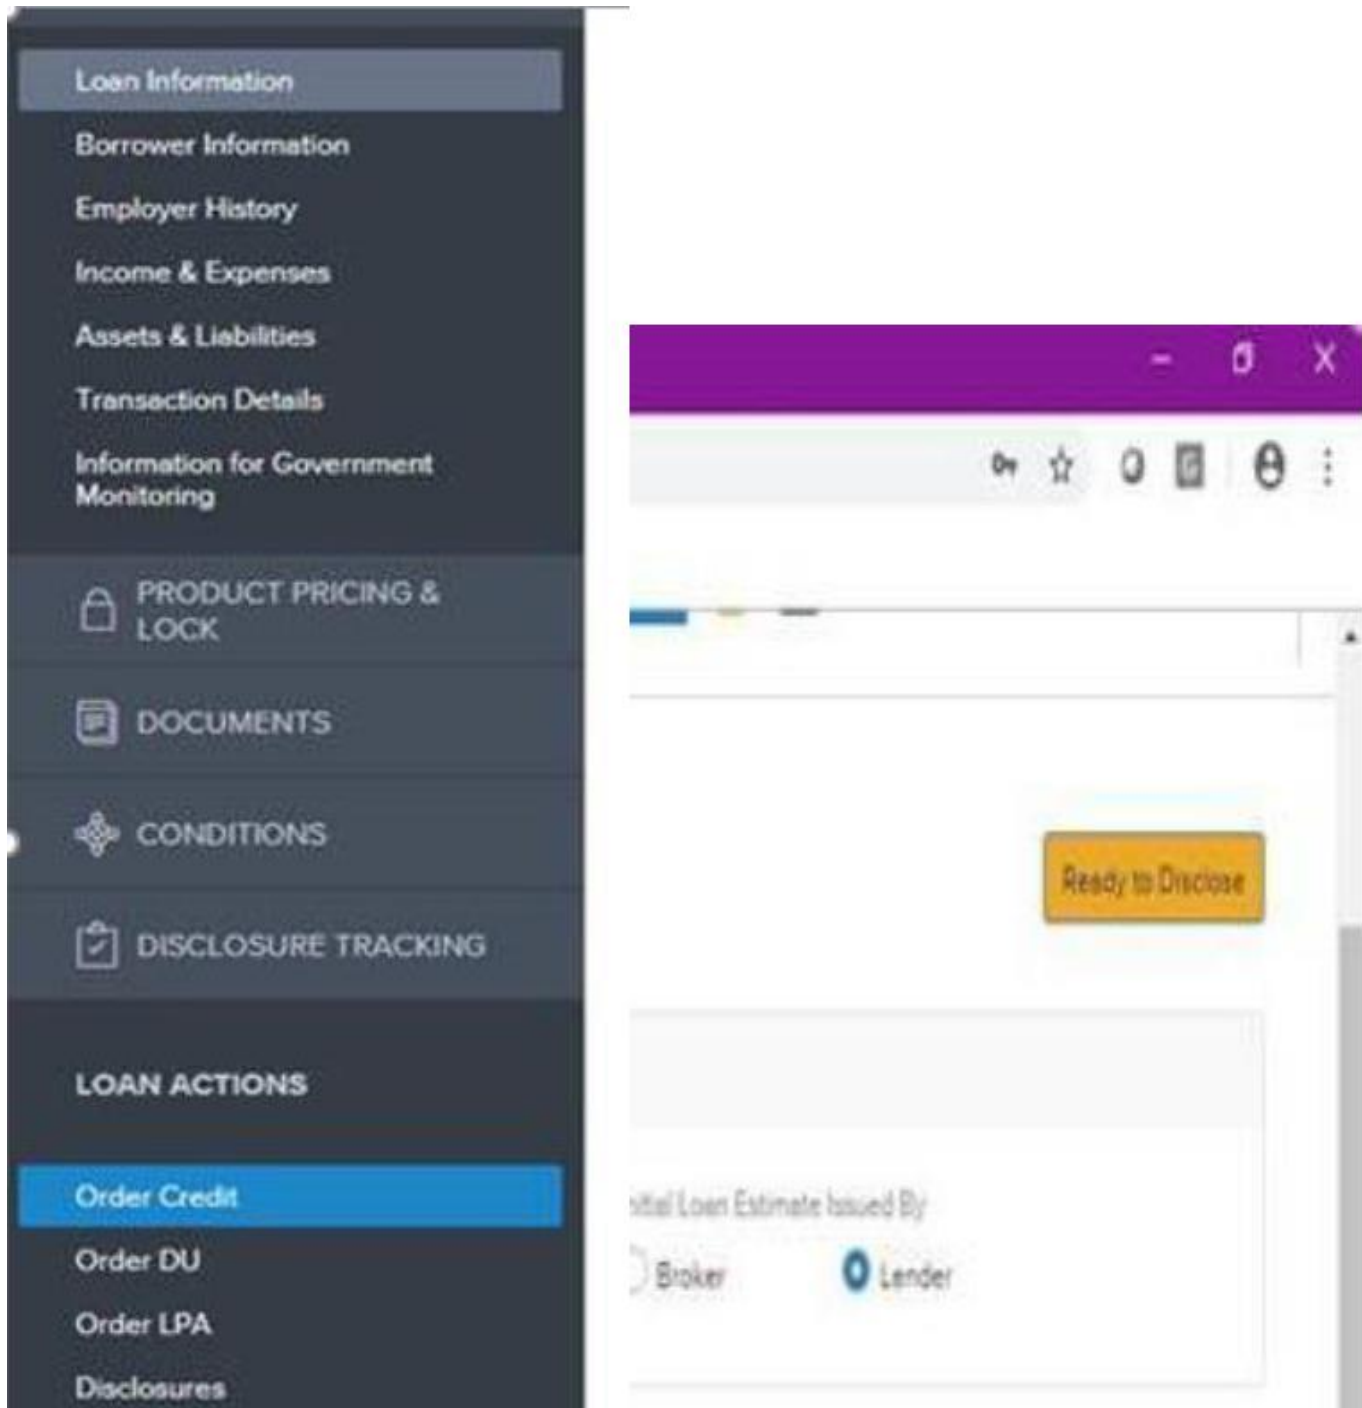 Loan Information
Borrower Information
Employer History
Income & Expenses
Assets & Liabilities
Transaction Details
Information for Government
Monitoring
PRODUCT PRICING &
LOCK
DOCUMENTS
CONDITIONS
DISCLOSURE TRACKING
LOAN ACTIONS
Order Credit
Order DU
Order LPA
Disclosures
Ready to Disclose
nitial Loan Estimate Issued By
Broker Lender